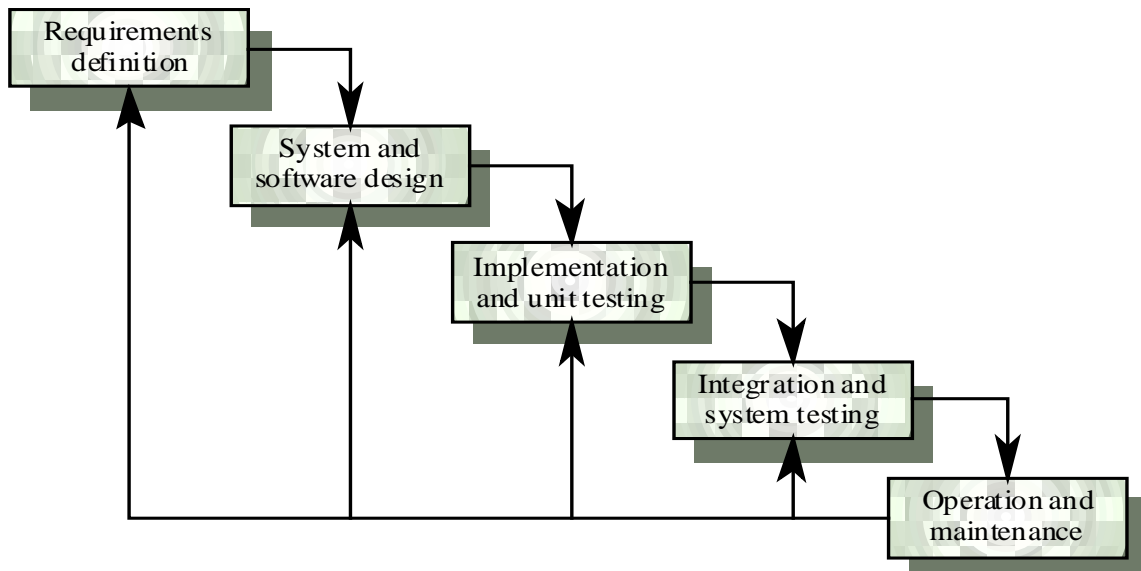 Requirements
definition
System and
software design
Implementation
and unit testing
Integration and
system testing
Operation and
maintenance